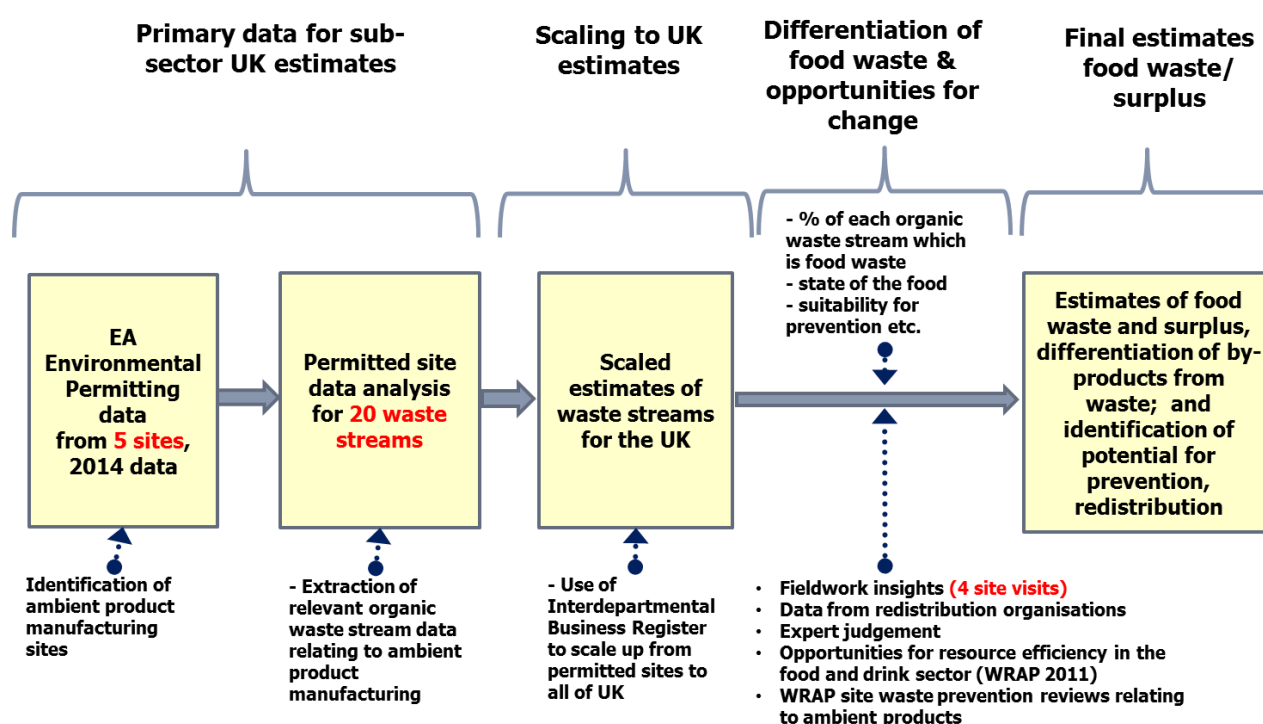 Primary data for sub-
sector UK estimates
Scaling to UK
estimates
Differentiation of
food waste &
opportunities for
change
Final estimates
food waste/
surplus
- % of each organic
waste stream which
is food waste
- state of the food
- suitability for
prevention etc.
EA
Environmental
Permitting
data
from 5 sites,
2014 data
Permitted site
data analysis
for 20 waste
streams
Scaled
estimates of
waste streams
for the UK
Estimates of food
waste and surplus,
differentiation of by-
products from
waste; and
identification of
potential for
prevention,
redistribution
Identification of
ambient product
manufacturing
sites
- Extraction of
relevant organic
waste stream data
relating to ambient
product
manufacturing
- Use of
Interdepartmental
Business Register
to scale up from
permitted sites to
all of UK
• Fieldwork insights (4 site visits)
• Data from redistribution organisations
• Expert judgement
• Opportunities for resource efficiency in the
food and drink sector (WRAP 2011)
• WRAP site waste prevention reviews relating
to ambient products